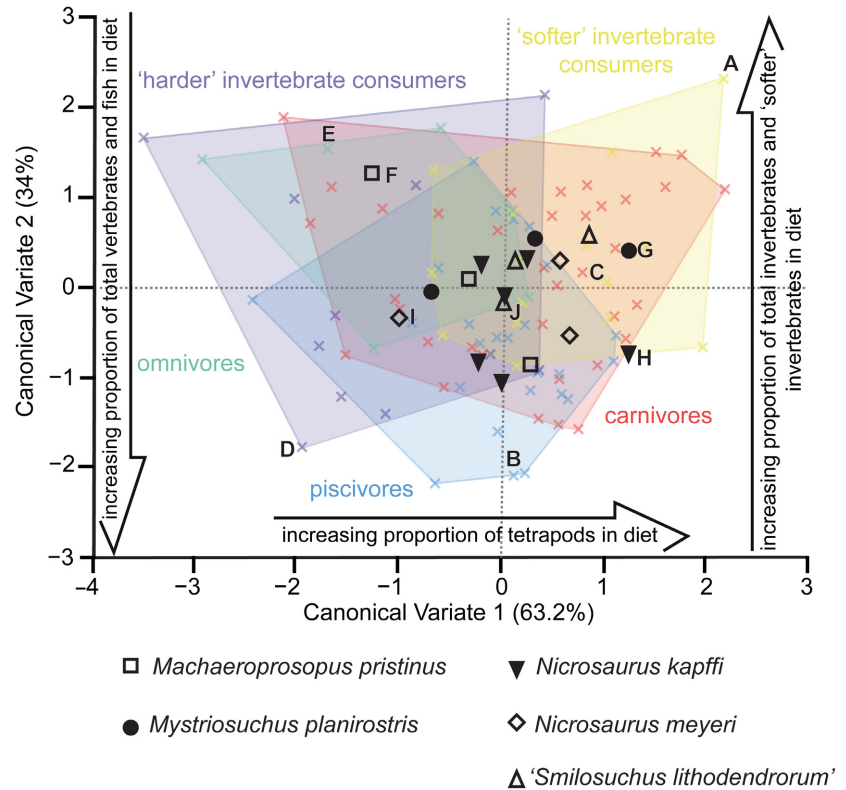 3
2
1
0
−1
−2
−3
Canonical Variate 2 (34%)
increasing proportion of total vertebrates and fish in diet
'harder' invertebrate consumers
'softer' invertebrate
consumers
A
E
F
G
C
I
J
H
omnivores
carnivores
D
B
piscivores
increasing proportion of tetrapods in diet
increasing proportion of total invertebrates and 'softer'
invertebrates in diet
−4
−3
−2
−1
0
1
2
3
Canonical Variate 1 (63.2%)
Machaeroprosopus pristinus
Nicrosaurus kapffi
Mystriosuchus planirostris
Nicrosaurus meyeri
'Smilosuchus lithodendrorum'